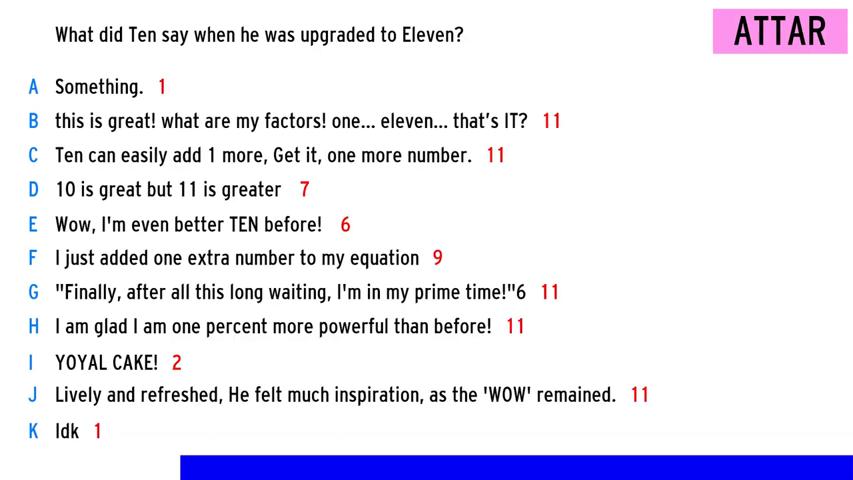 What did Ten say when he was upgraded to Eleven?
ATTAR
A Something. 1
B this is great! what are my factors! one... eleven... that's IT? 11
C Ten can easily add 1 more, Get it, one more number. 11
D 10 is great but 11 is greater 7
E Wow, I'm even better TEN before! 6
F I just added one extra number to my equation 9
G "Finally, after all this long waiting, I'm in my prime time!"6 11
H I am glad I am one percent more powerful than before! 11
I YOYAL CAKE! 2
J Lively and refreshed, He felt much inspiration, as the 'WOW' remained. 11
K Idk 1